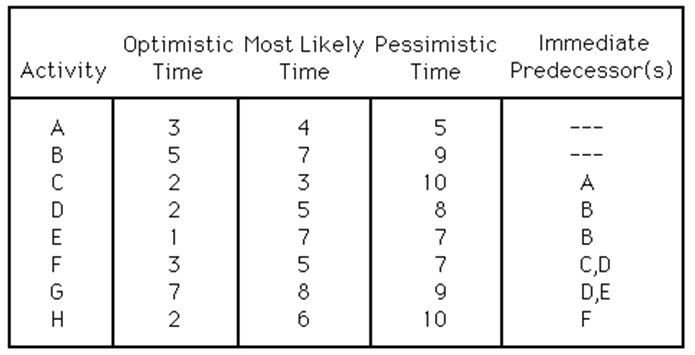 Activity Optimistic Time Most Likely Time Pessimistic Time Immediate Predecessor(s)
A 3 4 5 ---
B 5 7 9 ---
C 2 3 10 A
D 2 5 8 B
E 1 7 7 B
F 3 5 7 C,D
G 7 8 9 D,E
H 2 6 10 F